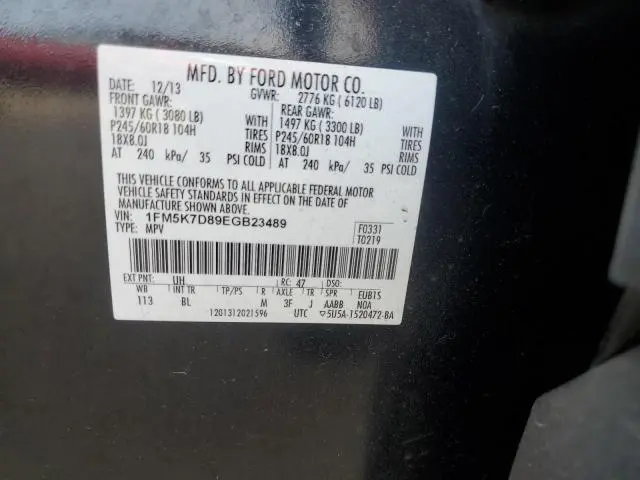 MFD. BY FORD MOTOR CO.
DATE: 12/13 GVWR: 2776 KG ( 6120 LB)
FRONT GAWR: REAR GAWR:
1397 KG ( 3080 LB) WITH 1497 KG ( 3300 LB) WITH
P245/60R18 104H TIRES P245/60R18 104H TIRES
18X8.0J RIMS 18X8.0J RIMS
AT 240 kPa/ 35 PSI COLD AT 240 kPa/ 35 PSI COLD
THIS VEHICLE CONFORMS TO ALL APPLICABLE FEDERAL MOTOR
VEHICLE SAFETY STANDARDS IN EFFECT ON THE DATE OF
MANUFACTURE SHOWN ABOVE.
VIN: 1FM5K7D89EGB23489 F0331
TYPE: MPV T0219
EXT PNT: UH RC: 47 DSO:
WB INT TR TP/PS R AXLE TR SPR EUB1S
113 BL M 3F J AABB N0A
1201312021596 UTC ▽5U5A-1520472-BA